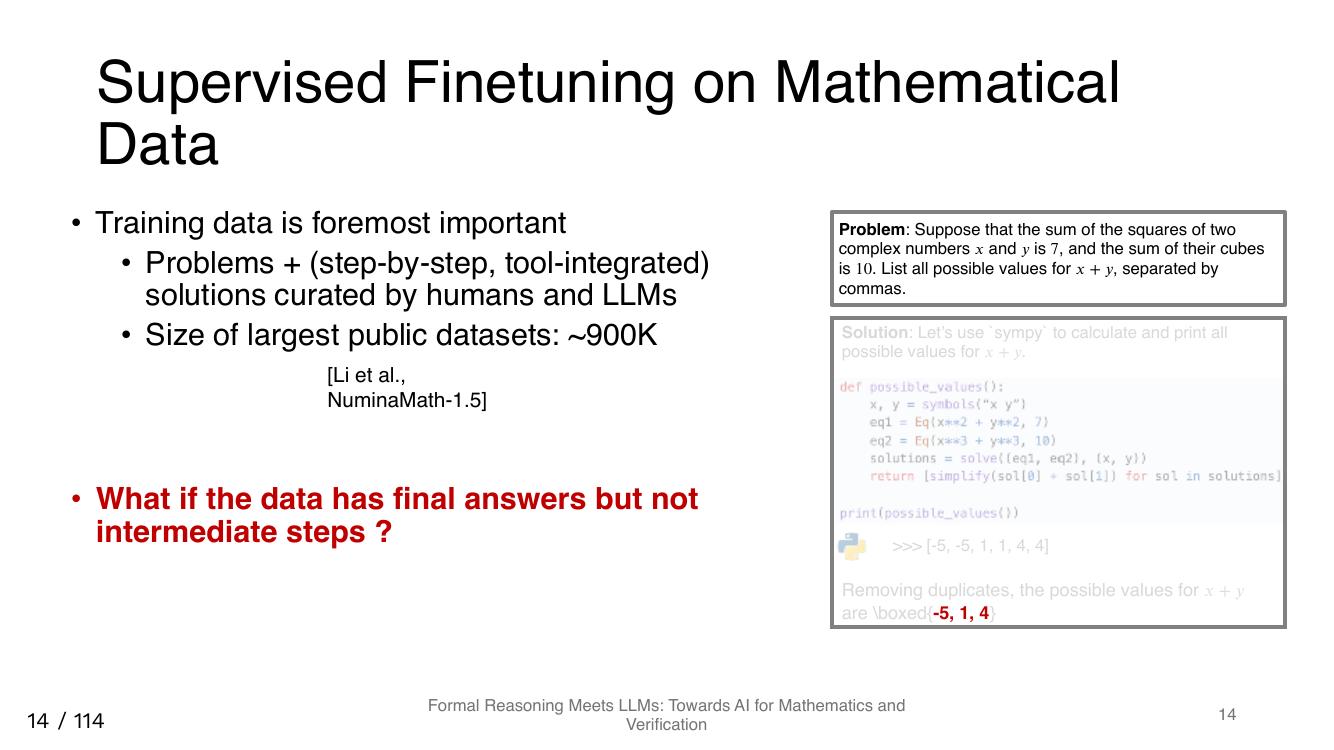 Supervised Finetuning on Mathematical
Data
• Training data is foremost important
• Problems + (step-by-step, tool-integrated)
solutions curated by humans and LLMs
• Size of largest public datasets: ~900K
[Li et al.,
NuminaMath-1.5]
• What if the data has final answers but not
intermediate steps ?
Problem: Suppose that the sum of the squares of two
complex numbers x and y is 7, and the sum of their cubes
is 10. List all possible values for x + y, separated by
commas.
Solution: Let's use `sympy` to calculate and print all
possible values for x + y.
def possible_values():
    x, y = symbols("x y")
    eq1 = Eq(x**2 + y**2, 7)
    eq2 = Eq(x**3 + y**3, 10)
    solutions = solve((eq1, eq2), (x, y))
    return [simplify(sol[0] + sol[1]) for sol in solutions]
print(possible_values())
>>> [-5, -5, 1, 1, 4, 4]
Removing duplicates, the possible values for x + y
are \boxed{-5, 1, 4}
14 / 114
Formal Reasoning Meets LLMs: Towards AI for Mathematics and
Verification
14